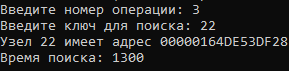 Введите номер операции: 3
Введите ключ для поиска: 22
Узел 22 имеет адрес 00000164DE53DF28
Время поиска: 1300